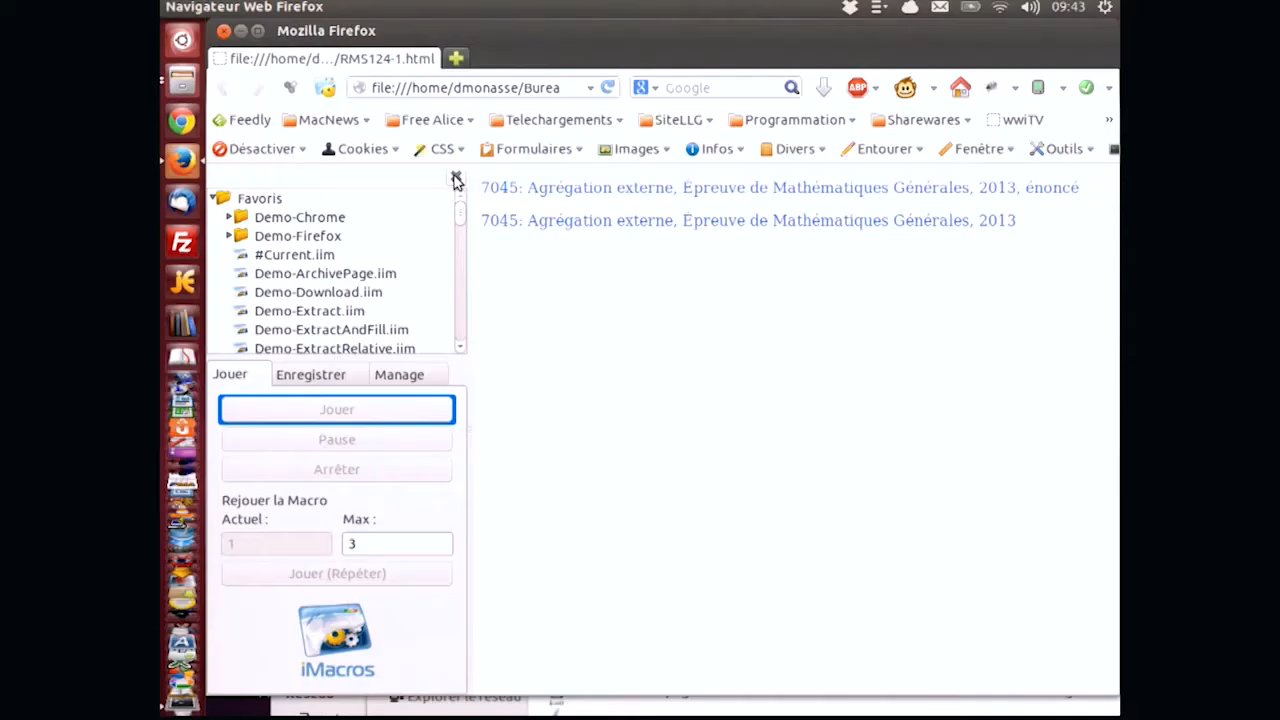 Navigateur Web Firefox
09:43
Mozilla Firefox
file:///home/d.../RMS124-1.html
file:///home/dmonasse/Burea
Google
ABP
Feedly MacNews Free Alice Telechargements SiteLLG Programmation Sharewares wwiTV »
Désactiver Cookies CSS Formulaires Images Infos Divers Entourer Fenêtre Outils
7045: Agrégation externe, Épreuve de Mathématiques Générales, 2013, énoncé
7045: Agrégation externe, Épreuve de Mathématiques Générales, 2013
Favoris
Demo-Chrome
Demo-Firefox
#Current.iim
Demo-ArchivePage.iim
Demo-Download.iim
Demo-Extract.iim
Demo-ExtractAndFill.iim
Demo-ExtractRelative.iim
Jouer Enregistrer Manage
Jouer
Pause
Arrêter
Rejouer la Macro
Actuel : Max :
1 3
Jouer (Répéter)
iMacros
Explorer le réseau